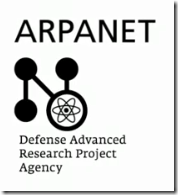 ARPANET
Defense Advanced
Research Project
Agency